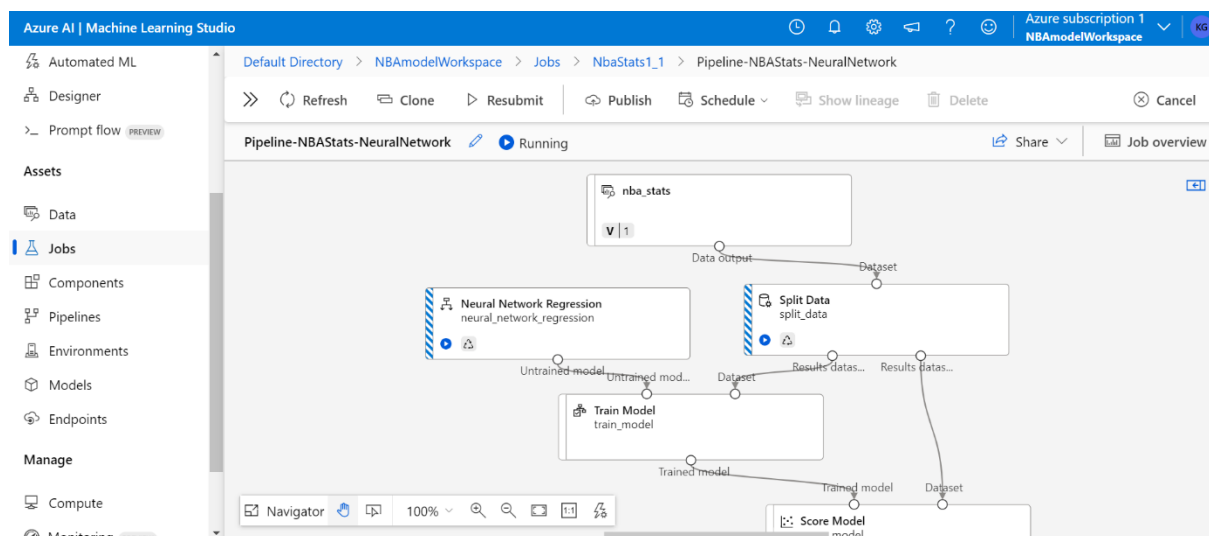 Azure AI | Machine Learning Studio
Azure subscription 1
NBAmodelWorkspace
KG
Automated ML
Designer
Prompt flow PREVIEW
Assets
Data
Jobs
Components
Pipelines
Environments
Models
Endpoints
Manage
Compute
Monitoring
Default Directory > NBAmodelWorkspace > Jobs > NbaStats1_1 > Pipeline-NBAStats-NeuralNetwork
Refresh Clone Resubmit Publish Schedule Show lineage Delete Cancel
Pipeline-NBAStats-NeuralNetwork Running Share Job overview
nba_stats
V | 1
Data output
Dataset
Neural Network Regression
neural_network_regression
Split Data
split_data
Untrained model
Untrained mod...
Dataset
Results datas...
Results datas...
Train Model
train_model
Trained model
Trained model
Dataset
Score Model
model
Navigator 100% 1:1